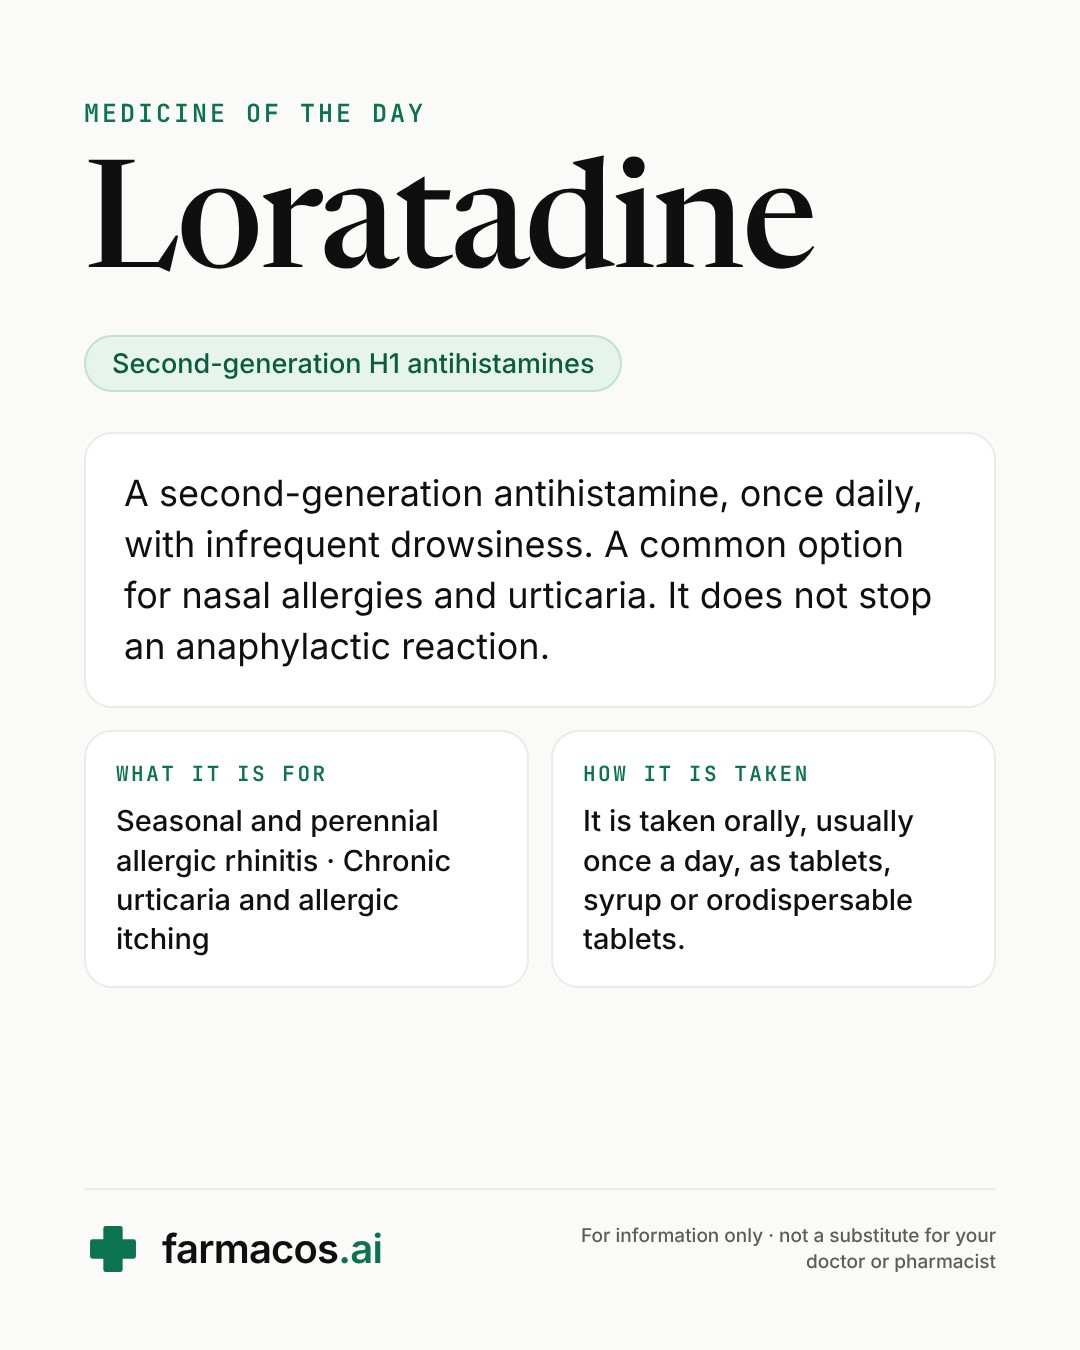 MEDICINE OF THE DAY
Loratadine
Second-generation H1 antihistamines
A second-generation antihistamine, once daily,
with infrequent drowsiness. A common option
for nasal allergies and urticaria. It does not stop
an anaphylactic reaction.
WHAT IT IS FOR
Seasonal and perennial
allergic rhinitis · Chronic
urticaria and allergic
itching
HOW IT IS TAKEN
It is taken orally, usually
once a day, as tablets,
syrup or orodispersable
tablets.
farmacos.ai
For information only · not a substitute for your
doctor or pharmacist